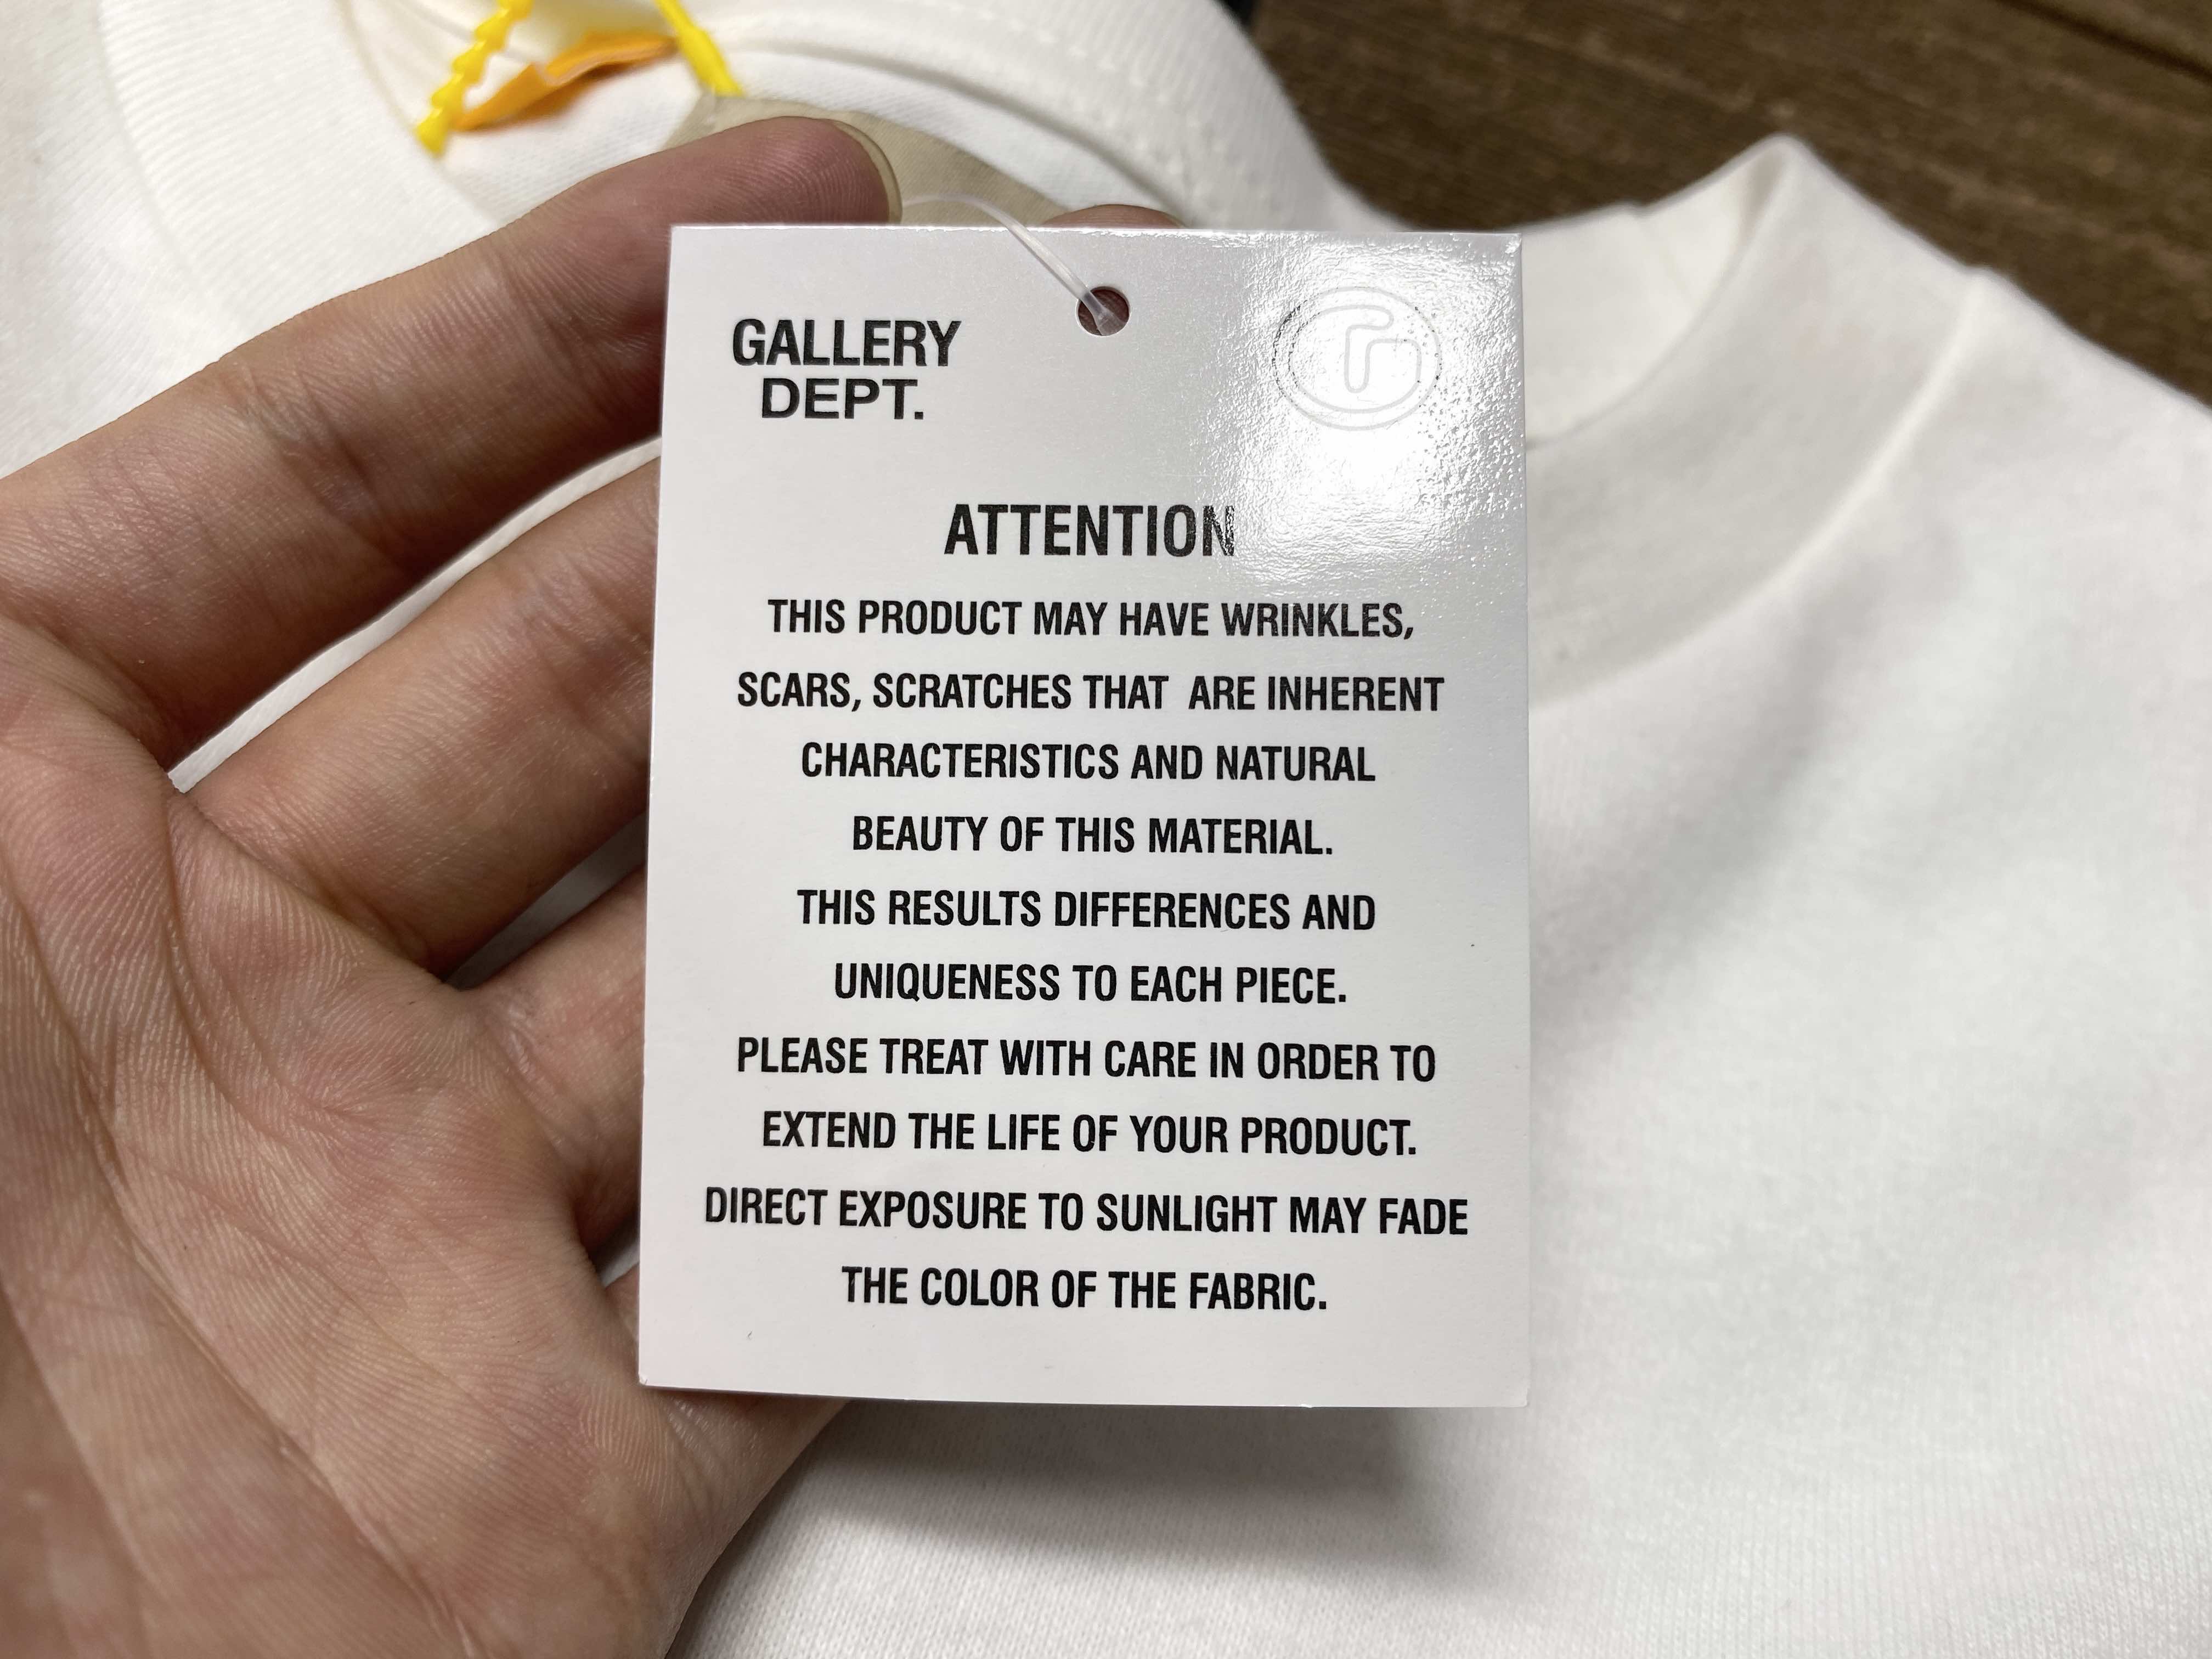 GALLERY
DEPT.
ATTENTION
THIS PRODUCT MAY HAVE WRINKLES,
SCARS, SCRATCHES THAT ARE INHERENT
CHARACTERISTICS AND NATURAL
BEAUTY OF THIS MATERIAL.
THIS RESULTS DIFFERENCES AND
UNIQUENESS TO EACH PIECE.
PLEASE TREAT WITH CARE IN ORDER TO
EXTEND THE LIFE OF YOUR PRODUCT.
DIRECT EXPOSURE TO SUNLIGHT MAY FADE
THE COLOR OF THE FABRIC.